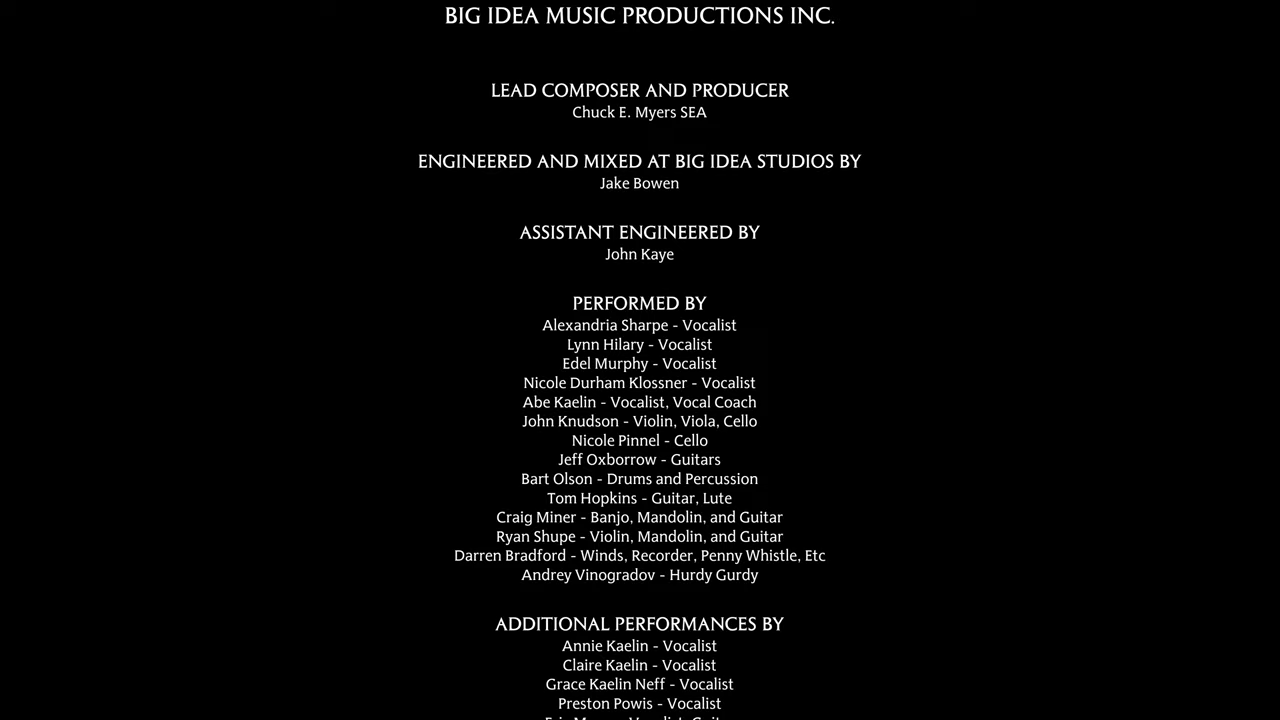 BIG IDEA MUSIC PRODUCTIONS INC.
LEAD COMPOSER AND PRODUCER
Chuck E. Myers SEA
ENGINEERED AND MIXED AT BIG IDEA STUDIOS BY
Jake Bowen
ASSISTANT ENGINEERED BY
John Kaye
PERFORMED BY
Alexandria Sharpe - Vocalist
Lynn Hilary - Vocalist
Edel Murphy - Vocalist
Nicole Durham Klossner - Vocalist
Abe Kaelin - Vocalist, Vocal Coach
John Knudson - Violin, Viola, Cello
Nicole Pinnel - Cello
Jeff Oxborrow - Guitars
Bart Olson - Drums and Percussion
Tom Hopkins - Guitar, Lute
Craig Miner - Banjo, Mandolin, and Guitar
Ryan Shupe - Violin, Mandolin, and Guitar
Darren Bradford - Winds, Recorder, Penny Whistle, Etc
Andrey Vinogradov - Hurdy Gurdy
ADDITIONAL PERFORMANCES BY
Annie Kaelin - Vocalist
Claire Kaelin - Vocalist
Grace Kaelin Neff - Vocalist
Preston Powis - Vocalist